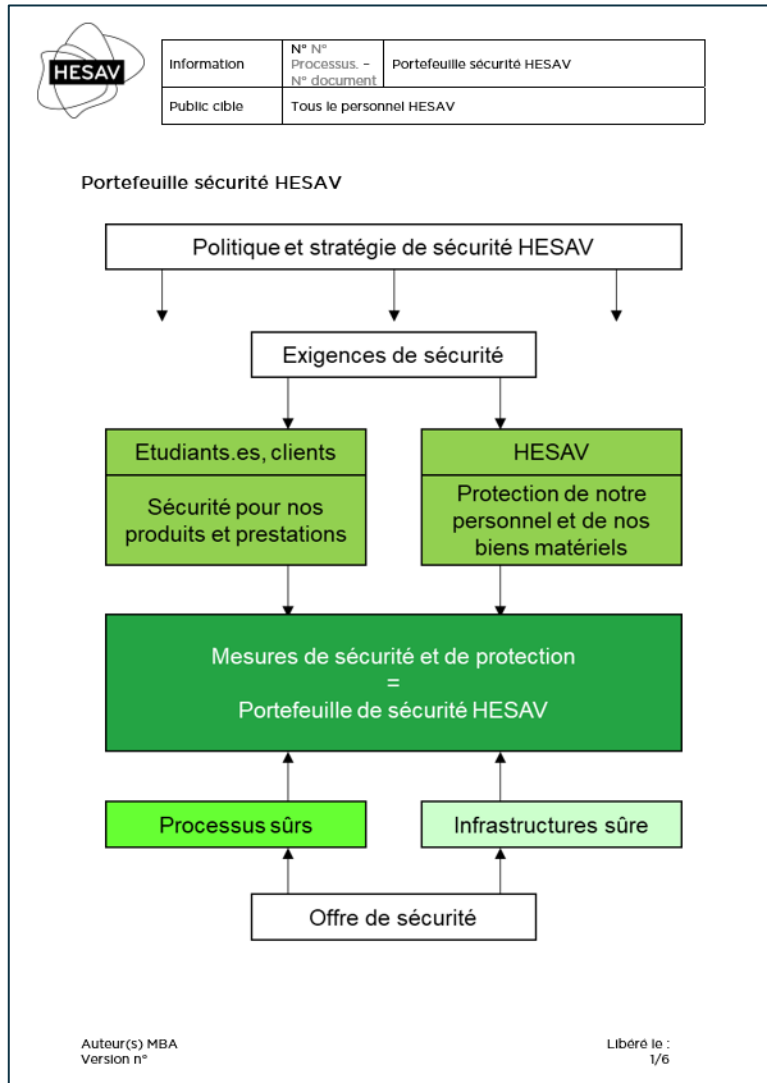 HESAV
Information
N° N°
Processus. –
N° document
Portefeuille sécurité HESAV
Public cible
Tous le personnel HESAV
Portefeuille sécurité HESAV
Politique et stratégie de sécurité HESAV
Exigences de sécurité
Etudiants.es, clients
Sécurité pour nos
produits et prestations
HESAV
Protection de notre
personnel et de nos
biens matériels
Mesures de sécurité et de protection
=
Portefeuille de sécurité HESAV
Processus sûrs
Infrastructures sûre
Offre de sécurité
Auteur(s) MBA
Version n°
Libéré le :
1/6